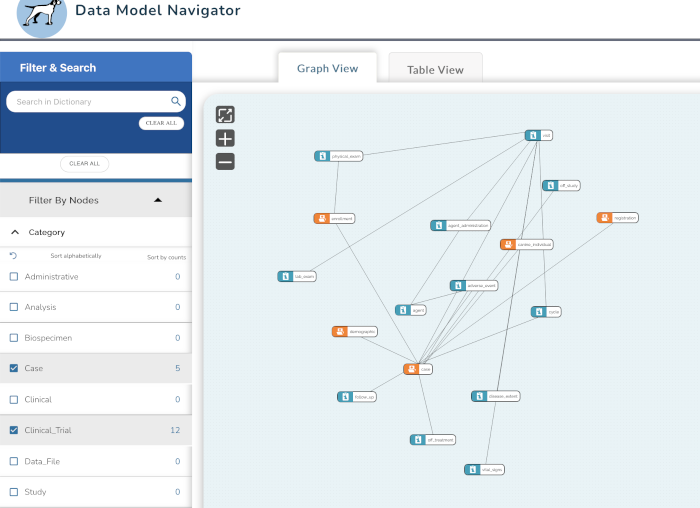 Data Model Navigator
Filter & Search
Graph View
Table View
Search in Dictionary
CLEAR ALL
CLEAR ALL
Filter By Nodes
Category
Sort alphabetically
Sort by counts
Administrative 0
Analysis 0
Biospecimen 0
Case 5
Clinical 0
Clinical_Trial 12
Data_File 0
Study 0
visit
physical_exam
off_study
enrollment
registration
agent_administration
canine_individual
lab_exam
adverse_event
agent
cycle
demographic
case
follow_up
disease_extent
off_treatment
vital_signs